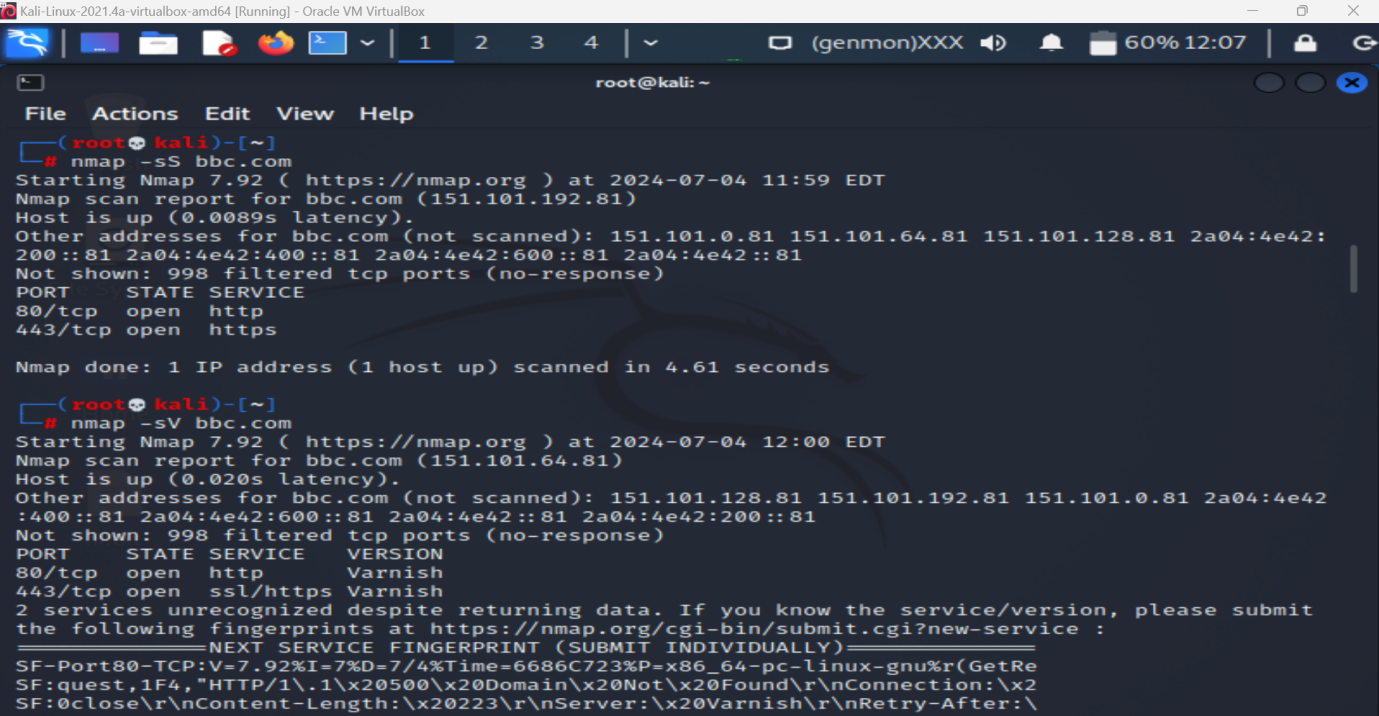 Kali-Linux-2021.4a-virtualbox-amd64 [Running] - Oracle VM VirtualBox
1 2 3 4 (genmon)XXX 60% 12:07
root@kali: ~
File Actions Edit View Help
(root💀kali)-[~]
# nmap -sS bbc.com
Starting Nmap 7.92 ( https://nmap.org ) at 2024-07-04 11:59 EDT
Nmap scan report for bbc.com (151.101.192.81)
Host is up (0.0089s latency).
Other addresses for bbc.com (not scanned): 151.101.0.81 151.101.64.81 151.101.128.81 2a04:4e42:
200::81 2a04:4e42:400::81 2a04:4e42:600::81 2a04:4e42::81
Not shown: 998 filtered tcp ports (no-response)
PORT    STATE SERVICE
80/tcp  open  http
443/tcp open  https
Nmap done: 1 IP address (1 host up) scanned in 4.61 seconds
(root💀kali)-[~]
# nmap -sV bbc.com
Starting Nmap 7.92 ( https://nmap.org ) at 2024-07-04 12:00 EDT
Nmap scan report for bbc.com (151.101.64.81)
Host is up (0.020s latency).
Other addresses for bbc.com (not scanned): 151.101.128.81 151.101.192.81 151.101.0.81 2a04:4e42
:400::81 2a04:4e42:600::81 2a04:4e42::81 2a04:4e42:200::81
Not shown: 998 filtered tcp ports (no-response)
PORT    STATE SERVICE   VERSION
80/tcp  open  http      Varnish
443/tcp open  ssl/https Varnish
2 services unrecognized despite returning data. If you know the service/version, please submit
the following fingerprints at https://nmap.org/cgi-bin/submit.cgi?new-service :
==============NEXT SERVICE FINGERPRINT (SUBMIT INDIVIDUALLY)==============
SF-Port80-TCP:V=7.92%I=7%D=7/4%Time=6686C723%P=x86_64-pc-linux-gnu%r(GetRe
SF:quest,1F4,"HTTP/1\.1\x20500\x20Domain\x20Not\x20Found\r\nConnection:\x2
SF:0close\r\nContent-Length:\x20223\r\nServer:\x20Varnish\r\nRetry-After:\